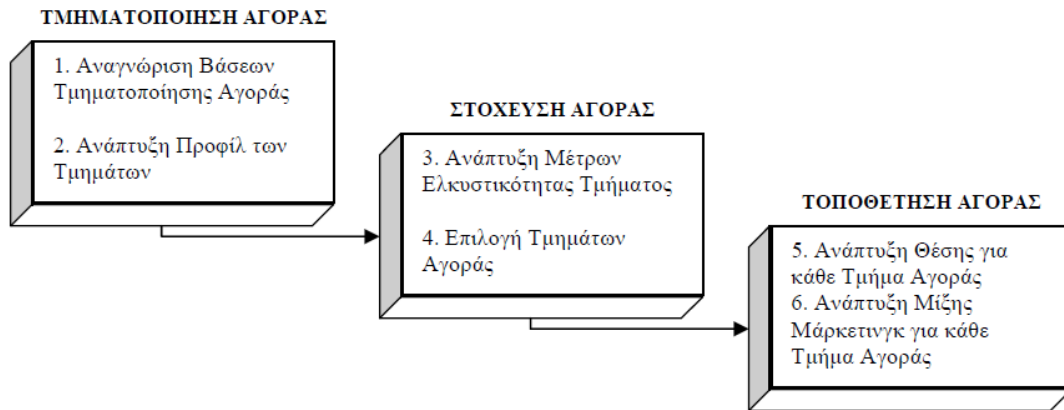 ΤΜΗΜΑΤΟΠΟΙΗΣΗ ΑΓΟΡΑΣ
1. Αναγνώριση Βάσεων
Τμηματοποίησης Αγοράς
2. Ανάπτυξη Προφίλ των
Τμημάτων
ΣΤΟΧΕΥΣΗ ΑΓΟΡΑΣ
3. Ανάπτυξη Μέτρων
Ελκυστικότητας Τμήματος
4. Επιλογή Τμημάτων
Αγοράς
ΤΟΠΟΘΕΤΗΣΗ ΑΓΟΡΑΣ
5. Ανάπτυξη Θέσης για
κάθε Τμήμα Αγοράς
6. Ανάπτυξη Μίξης
Μάρκετινγκ για κάθε
Τμήμα Αγοράς